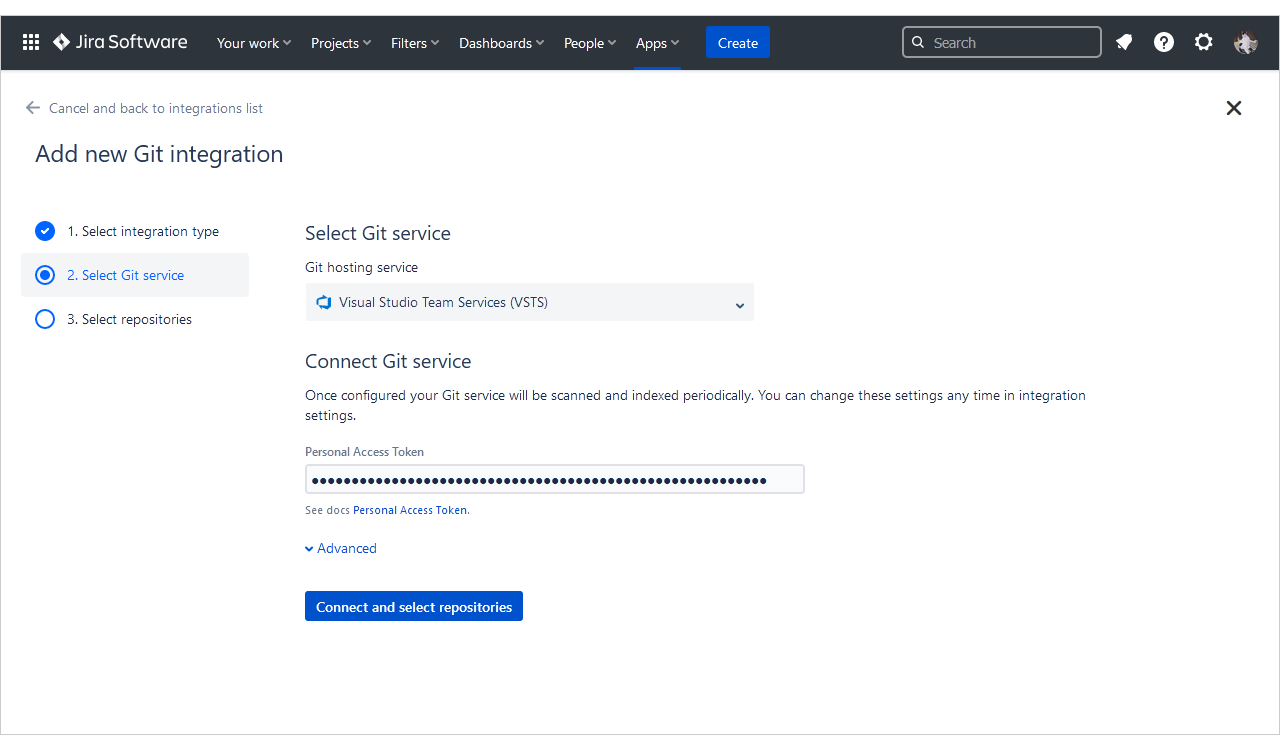 Jira Software
Your work
Projects
Filters
Dashboards
People
Apps
Create
Search
Cancel and back to integrations list
Add new Git integration
1. Select integration type
2. Select Git service
3. Select repositories
Select Git service
Git hosting service
Visual Studio Team Services (VSTS)
Connect Git service
Once configured your Git service will be scanned and indexed periodically. You can change these settings any time in integration
settings.
Personal Access Token
See docs Personal Access Token.
Advanced
Connect and select repositories